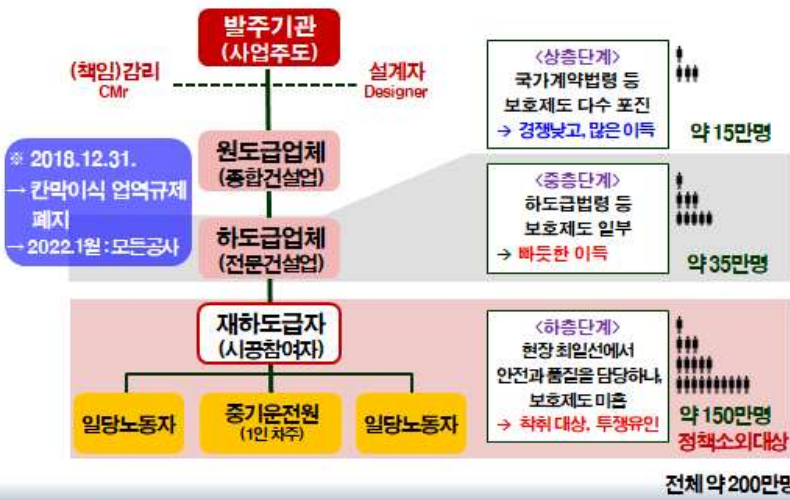 발주기관
(사업주도)
(책임)감리
CMr
설계자
Designer
※ 2018.12.31.
→ 칸막이식 업역규제
폐지
→ 2022.1월 : 모든공사
원도급업체
(종합건설업)
하도급업체
(전문건설업)
재하도급자
(시공참여자)
일당노동자
중기운전원
(1인 차주)
일당노동자
<상층단계>
국가계약법령 등
보호제도 다수 포진
→ 경쟁낮고, 많은이득
약 15만명
<중층단계>
하도급법령 등
보호제도 일부
→ 빠듯한 이득
약 35만명
<하층단계>
현장 최일선에서
안전과 품질을 담당하나,
보호제도 미흡
→ 착취 대상, 투쟁유인
약 150만명
정책소외대상
전체 약 200만명